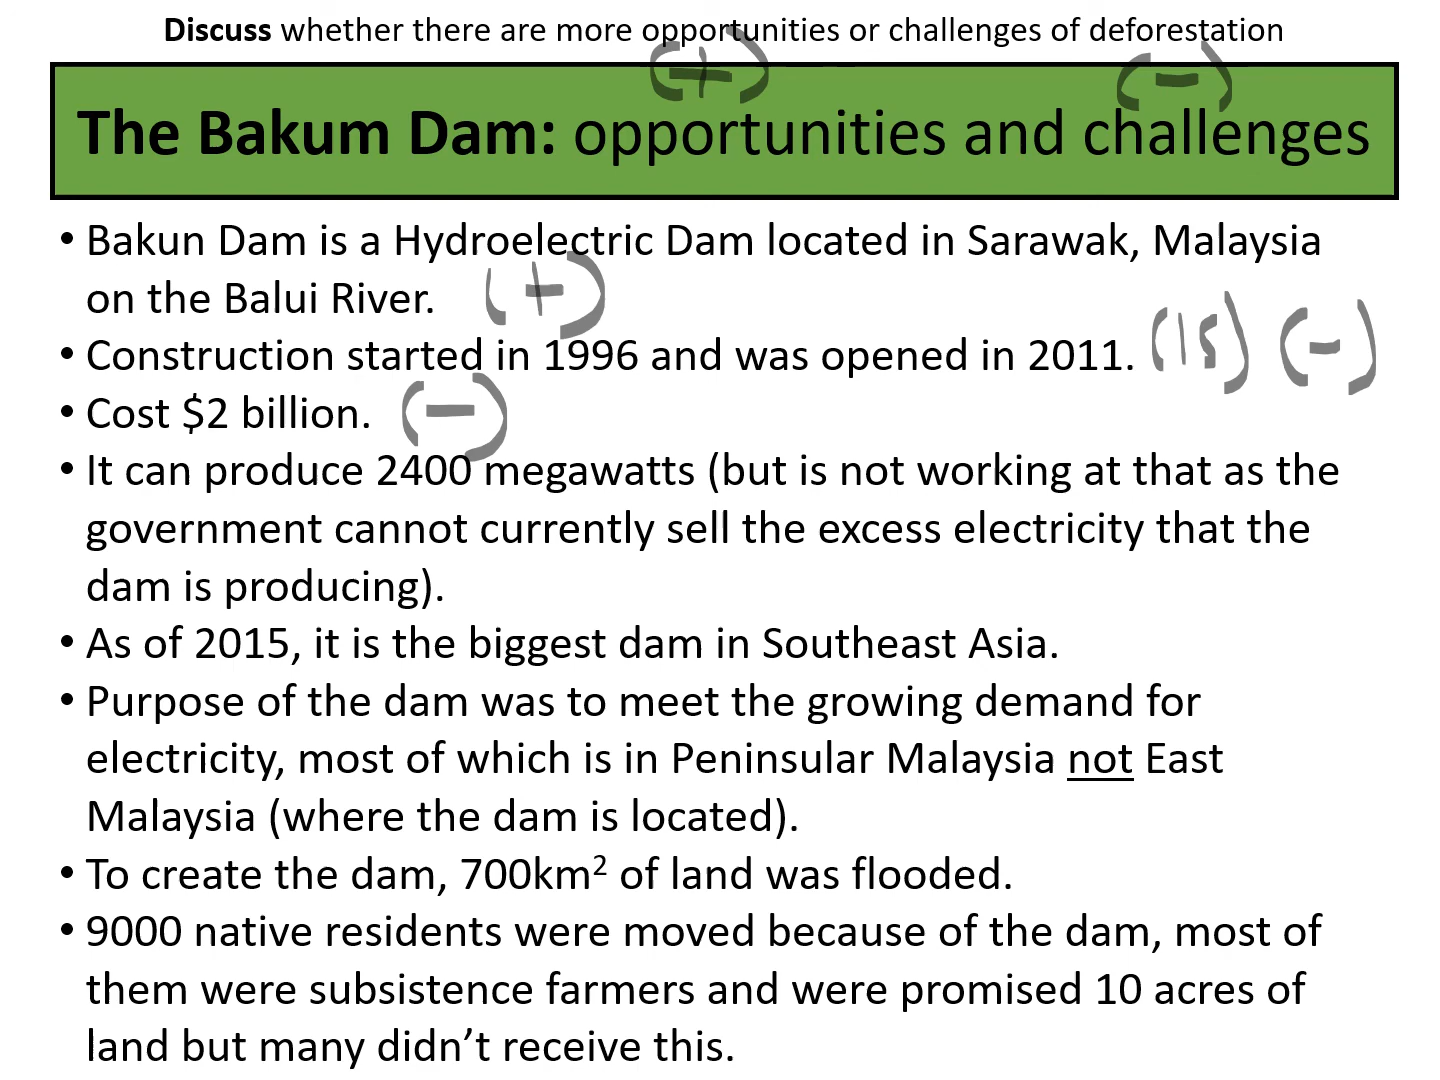 Discuss whether there are more opportunities or challenges of deforestation
(+) (-)
The Bakum Dam: opportunities and challenges
• Bakun Dam is a Hydroelectric Dam located in Sarawak, Malaysia
on the Balui River. (+)
• Construction started in 1996 and was opened in 2011. (15) (-)
• Cost $2 billion. (-)
• It can produce 2400 megawatts (but is not working at that as the
government cannot currently sell the excess electricity that the
dam is producing).
• As of 2015, it is the biggest dam in Southeast Asia.
• Purpose of the dam was to meet the growing demand for
electricity, most of which is in Peninsular Malaysia not East
Malaysia (where the dam is located).
• To create the dam, 700km² of land was flooded.
• 9000 native residents were moved because of the dam, most of
them were subsistence farmers and were promised 10 acres of
land but many didn’t receive this.